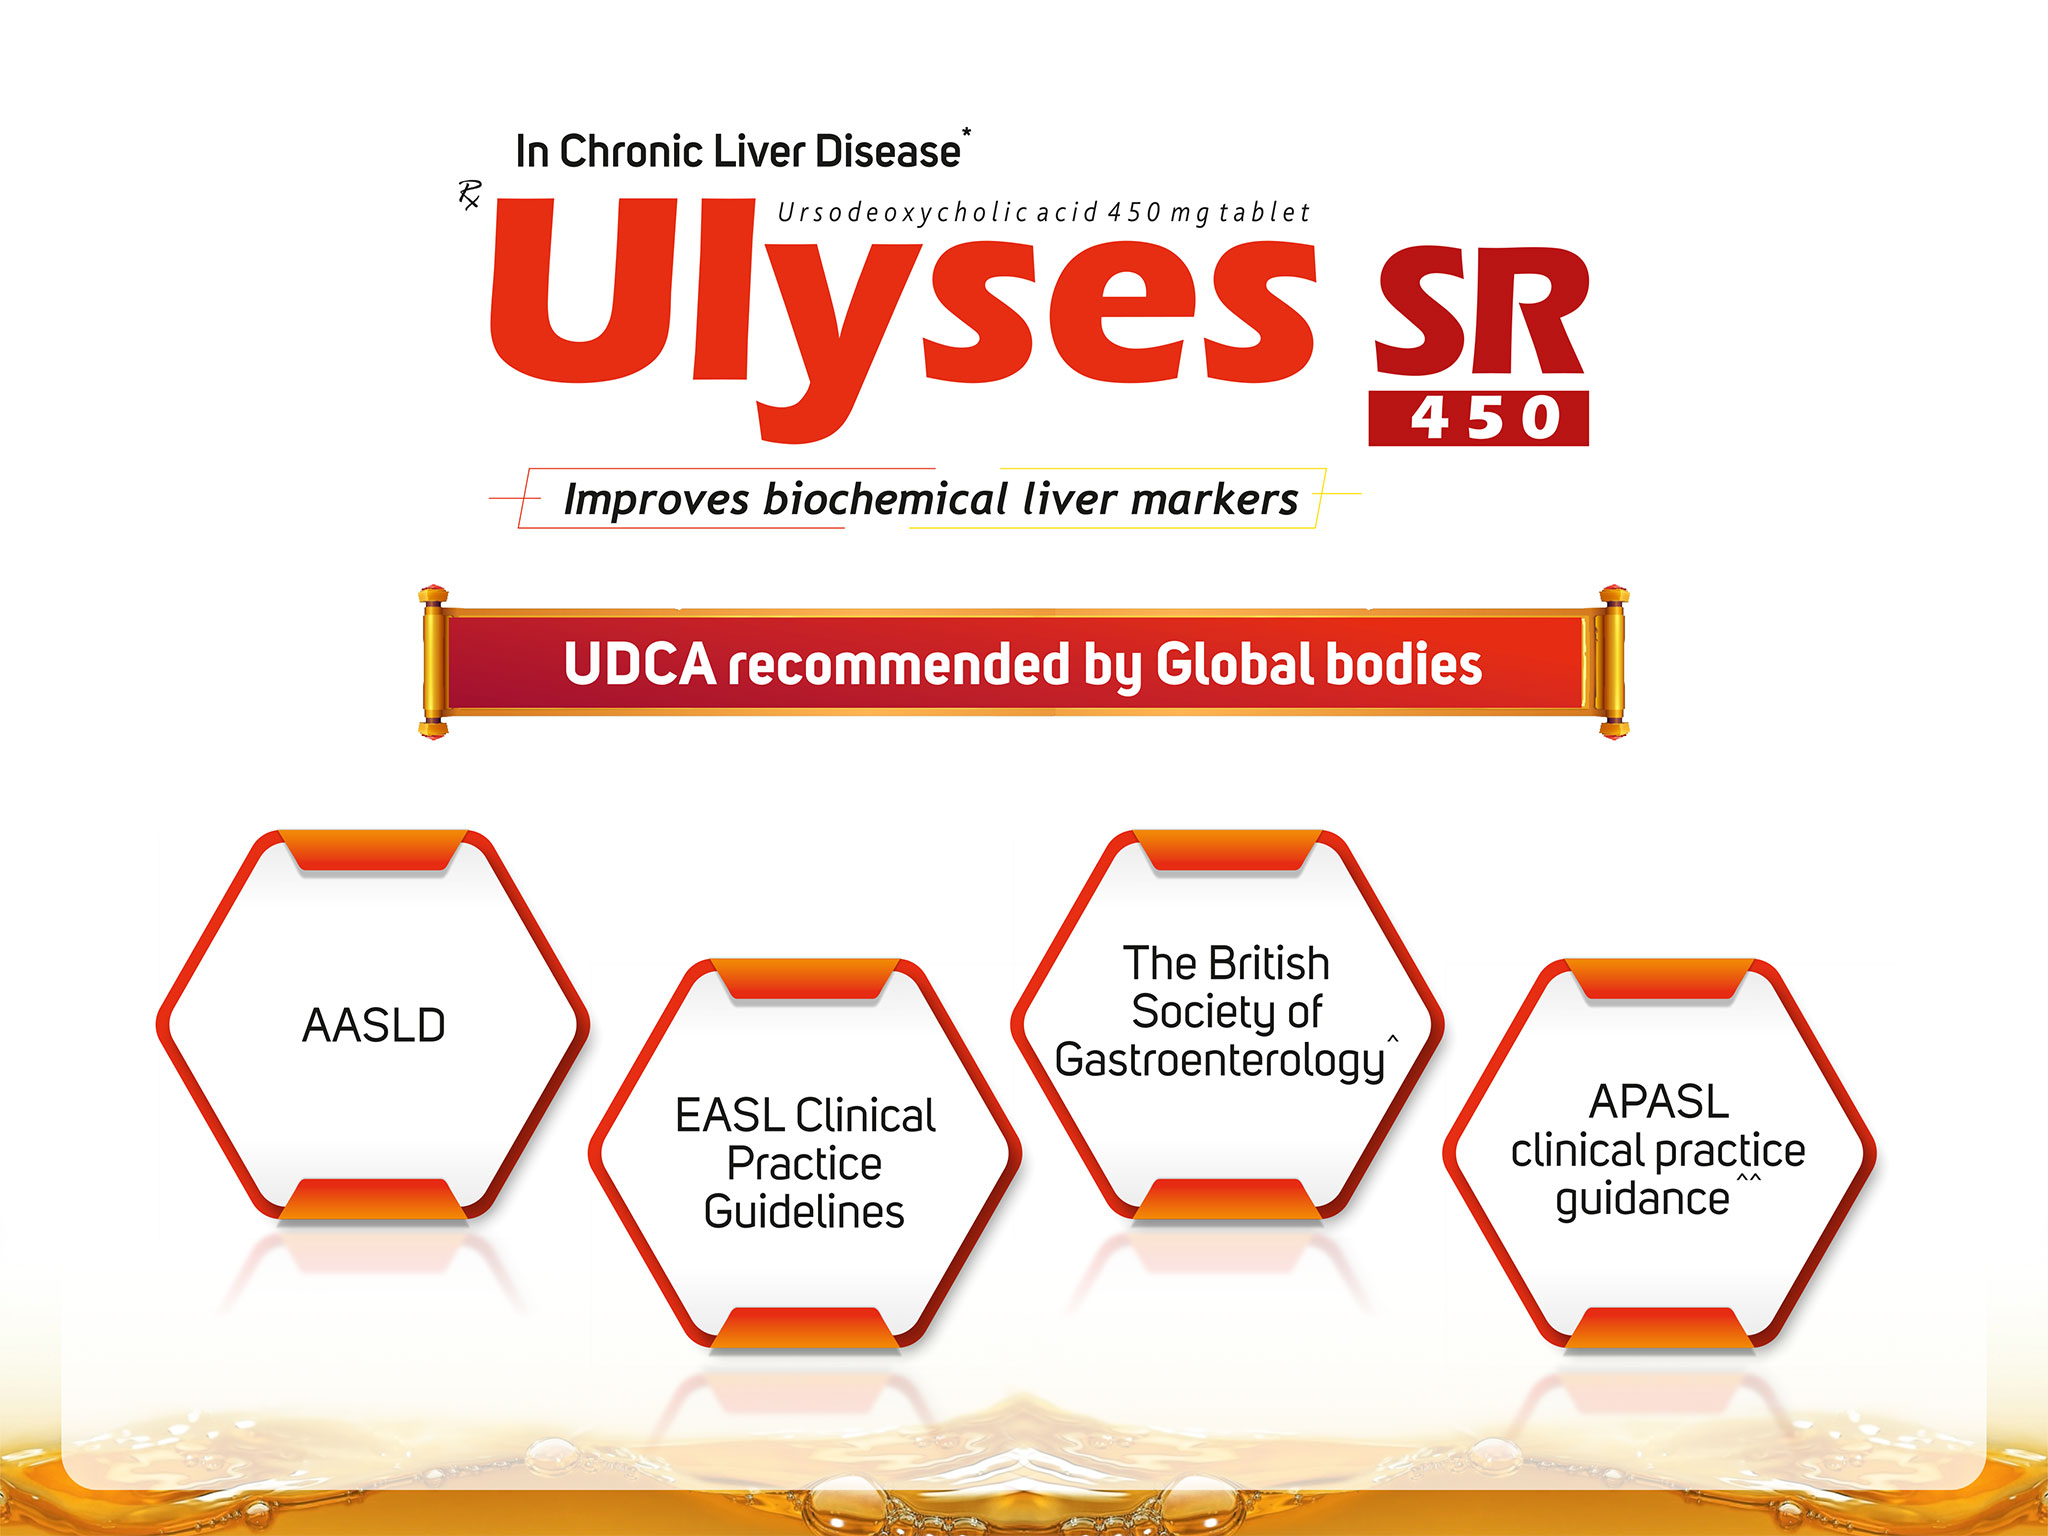 In Chronic Liver Disease*
Rx
Ursodeoxycholic acid 450 mg tablet
Ulyses SR
450
Improves biochemical liver markers
UDCA recommended by Global bodies
AASLD
EASL Clinical
Practice
Guidelines
The British
Society of
Gastroenterology^
APASL
clinical practice
guidance^^